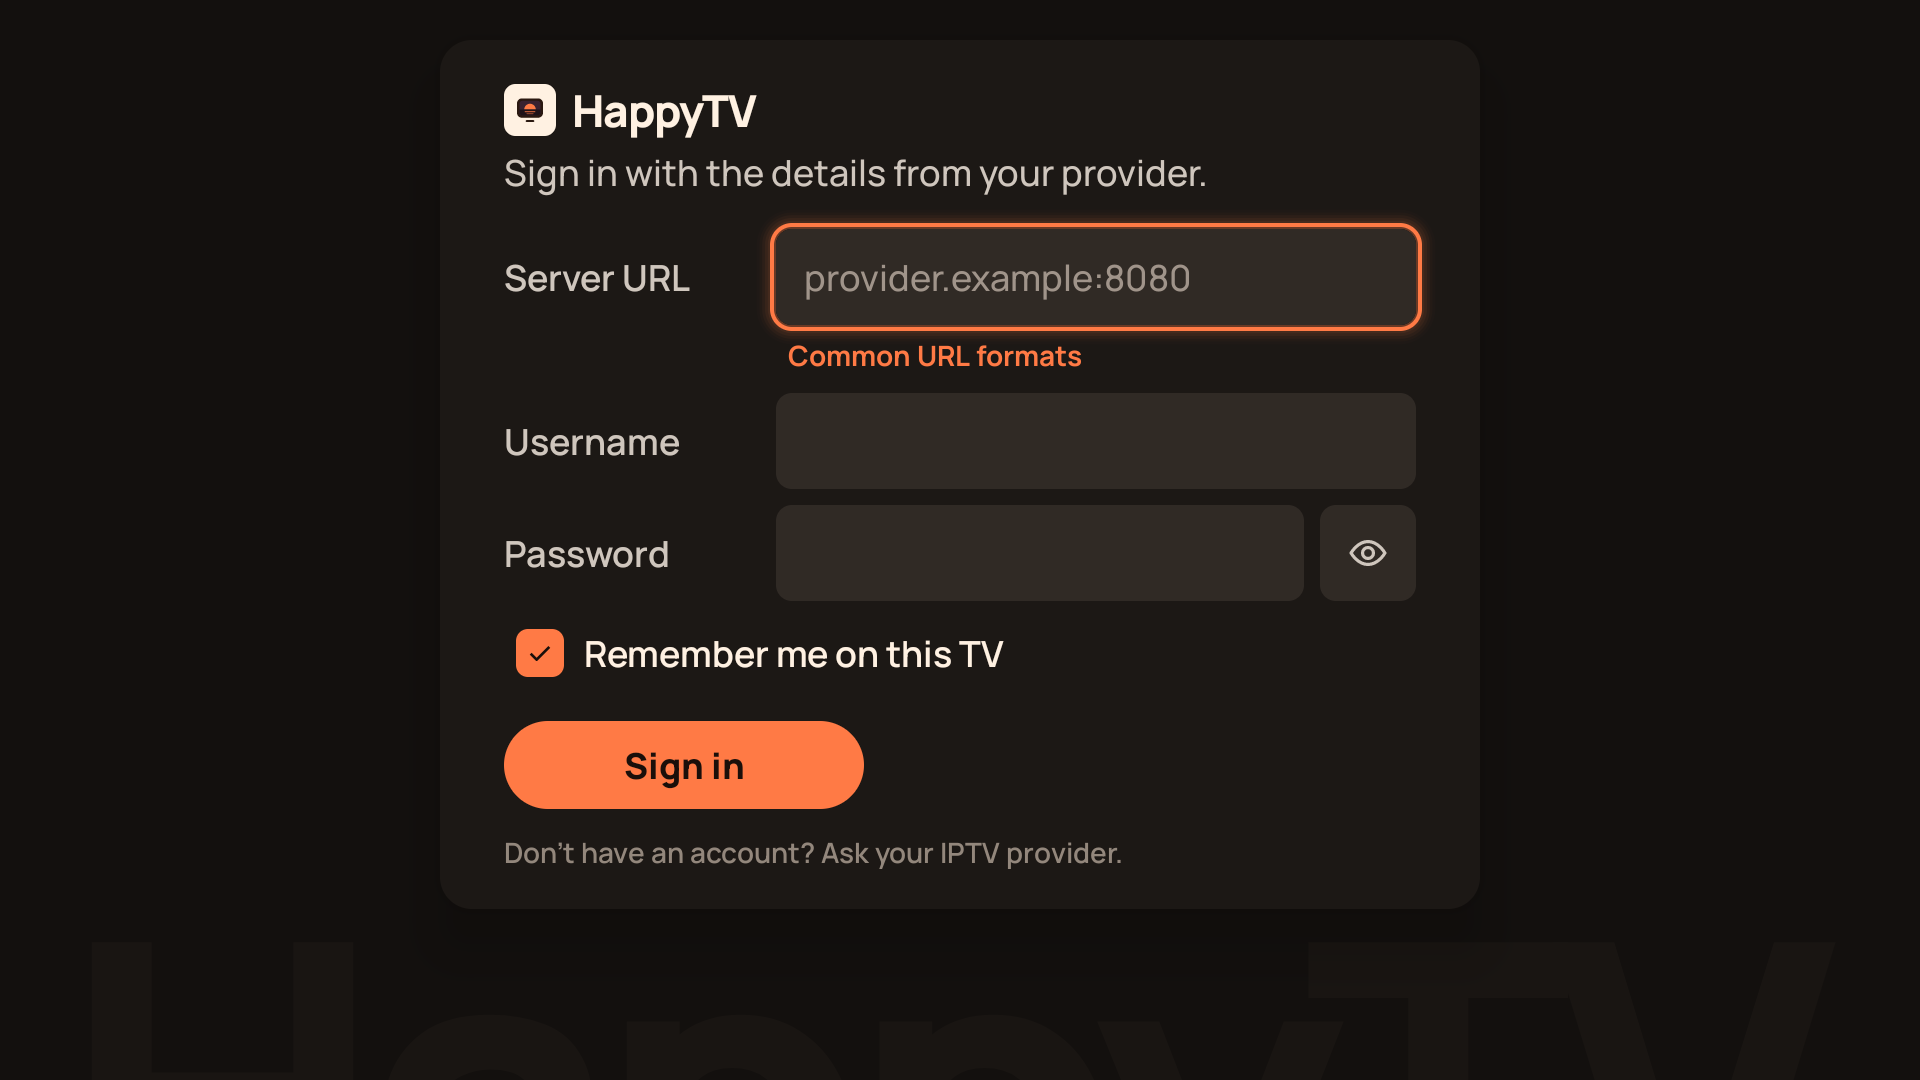 HappyTV
Sign in with the details from your provider.
Server URL
provider.example:8080
Common URL formats
Username
Password
Remember me on this TV
Sign in
Don’t have an account? Ask your IPTV provider.
HappyTV